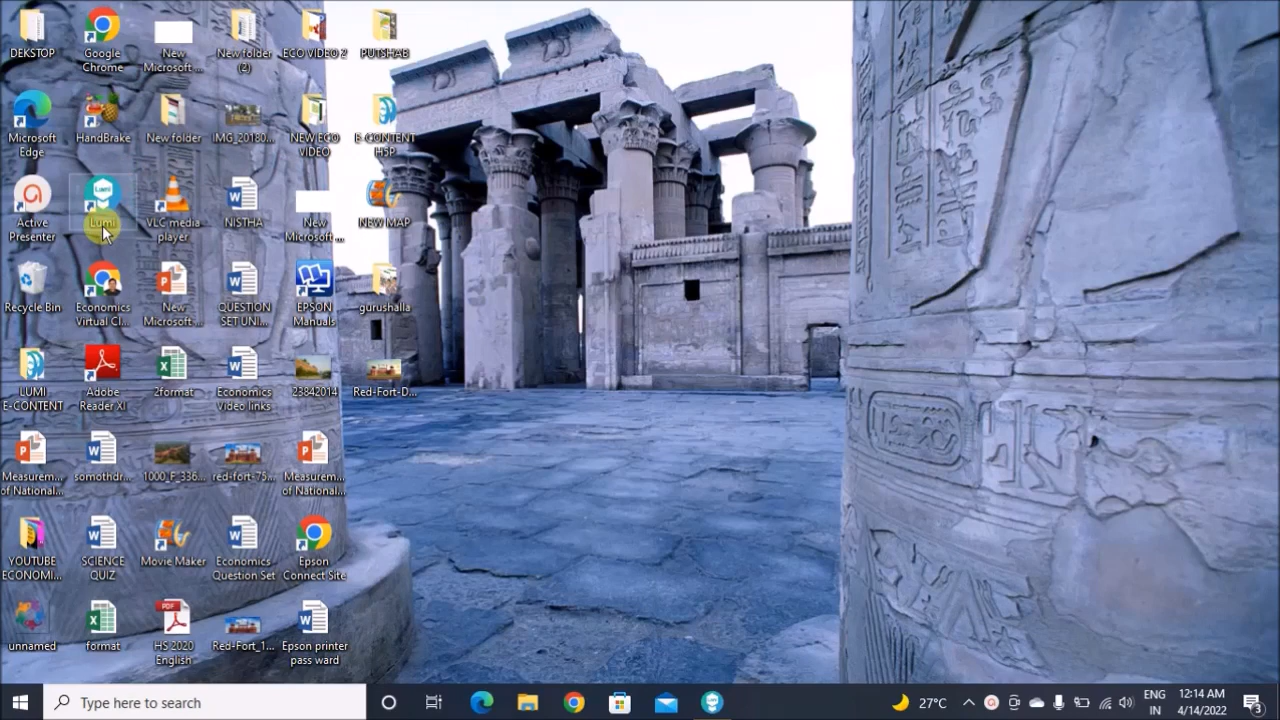 DEKSTOP
Google
Chrome
New
Microsoft ...
New folder
(2)
ECO VIDEO 2
PUTSHAB
Microsoft
Edge
HandBrake
New folder
IMG_20180...
NEW ECO
VIDEO
E-CONTENT
H5P
Active
Presenter
Lumi
VLC media
player
NISTHA
New
Microsoft ...
NEW MAP
Recycle Bin
Economics
Virtual Cl...
New
Microsoft ...
QUESTION
SET UNI...
EPSON
Manuals
gurushalla
LUMI
E-CONTENT
Adobe
Reader XI
2format
Economics
Video links
23842014
Red-Fort-D...
Measurem...
of National...
somothdr...
1000_F_336...
red-fort-75...
Measurem...
of National...
YOUTUBE
ECONOMI...
SCIENCE
QUIZ
Movie Maker
Economics
Question Set
Epson
Connect Site
unnamed
format
PDF
HS 2020
English
Red-Fort_1...
Epson printer
pass ward
Type here to search
27°C
ENG
IN
12:14 AM
4/14/2022
3